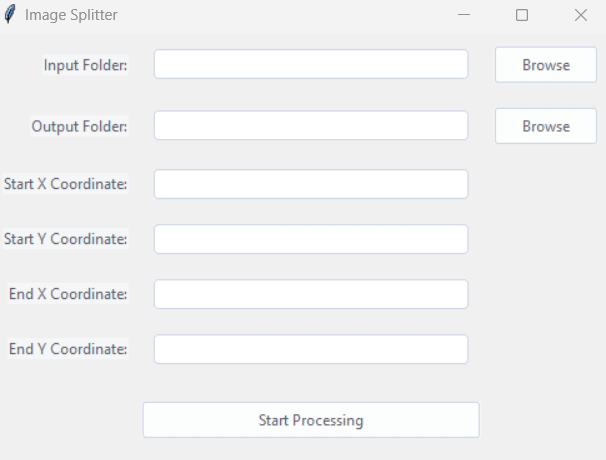 Image Splitter
Input Folder: Browse
Output Folder: Browse
Start X Coordinate:
Start Y Coordinate:
End X Coordinate:
End Y Coordinate:
Start Processing